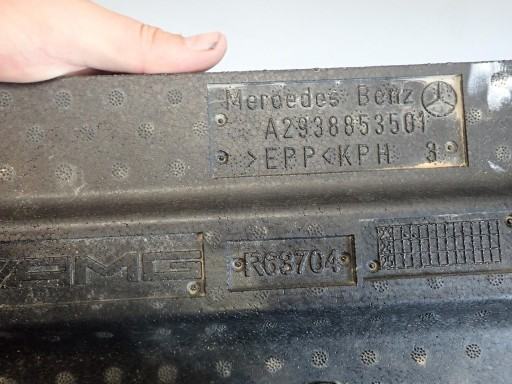 Mercedes Benz
A2938853501
>EPP<KPH 3
AMG
R63704